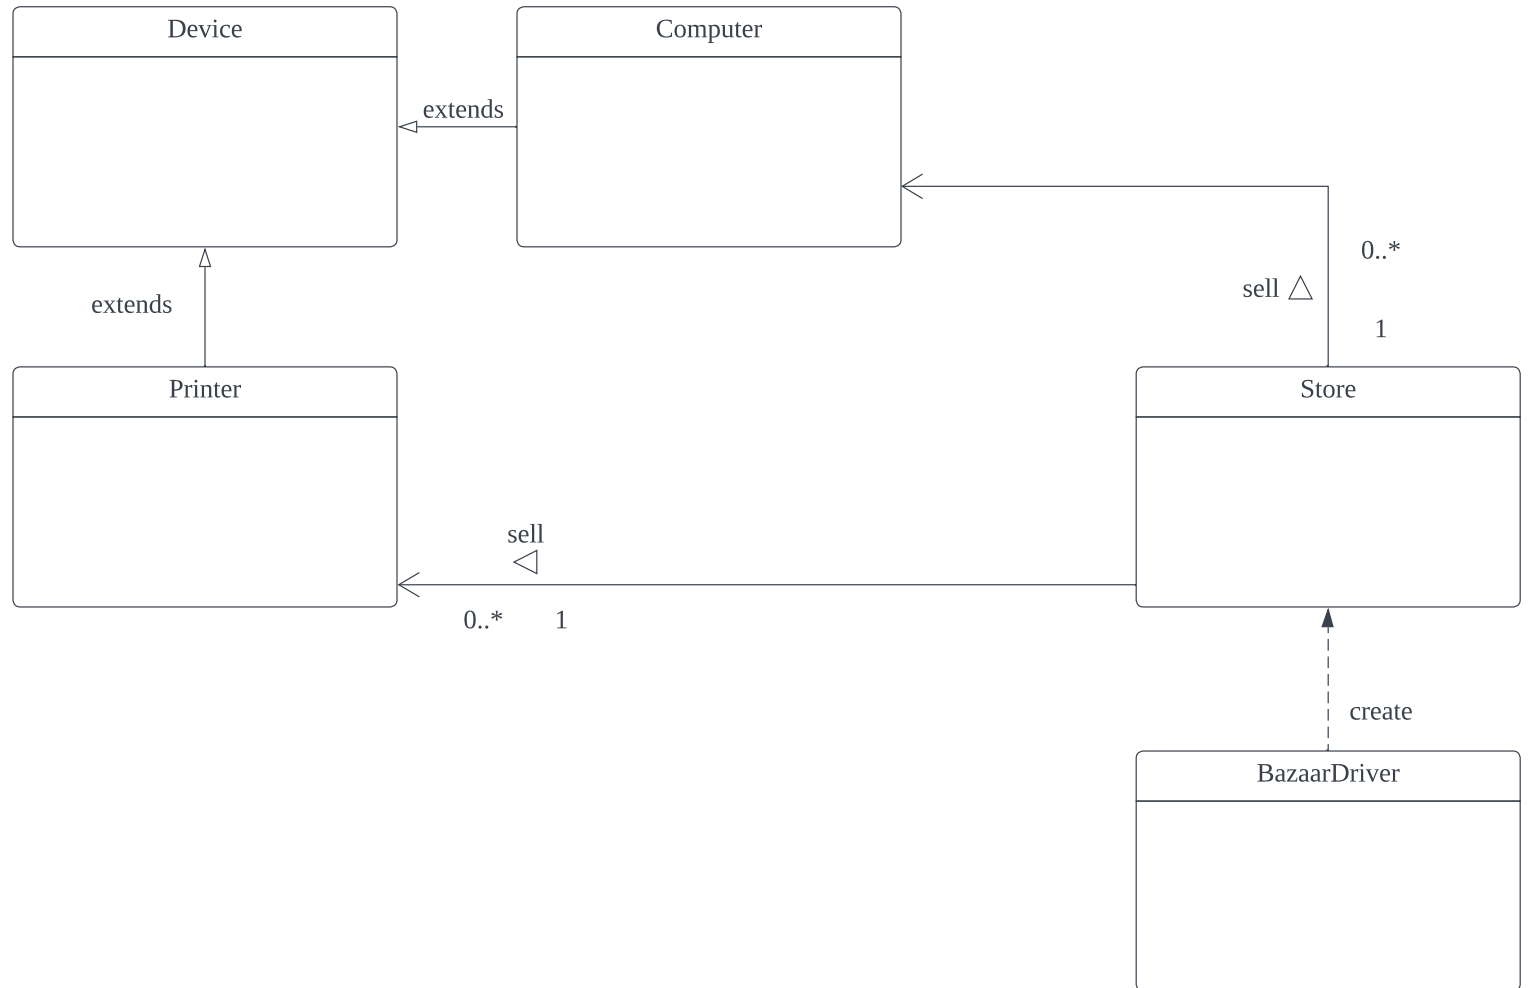 Device
Computer
extends
0..*
sell
extends
1
Printer
Store
sell
0..* 1
create
BazaarDriver